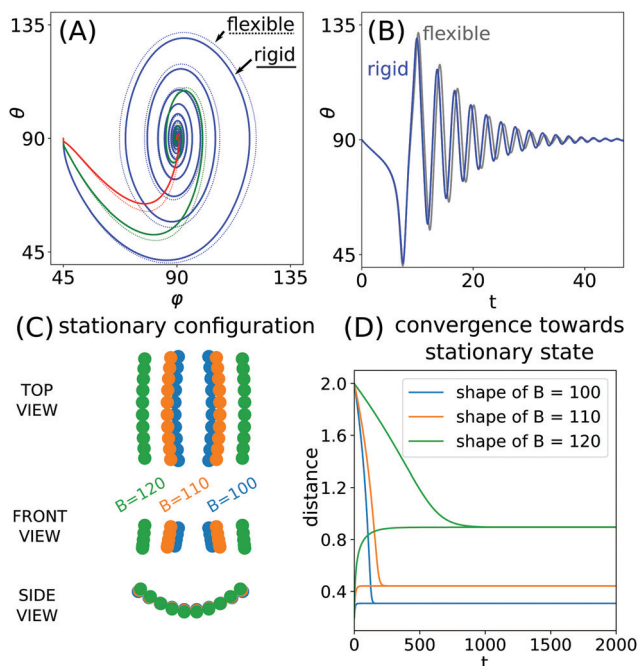 (A)
flexible
rigid
135
90
45
θ
45
90
135
φ
(B)
flexible
rigid
135
90
45
θ
0
20
40
t
(C) stationary configuration
TOP
VIEW
B=120
B=110
B=100
FRONT
VIEW
SIDE
VIEW
(D) convergence towards
stationary state
shape of B = 100
shape of B = 110
shape of B = 120
2.0
1.6
1.2
0.8
0.4
distance
0
500
1000
1500
2000
t